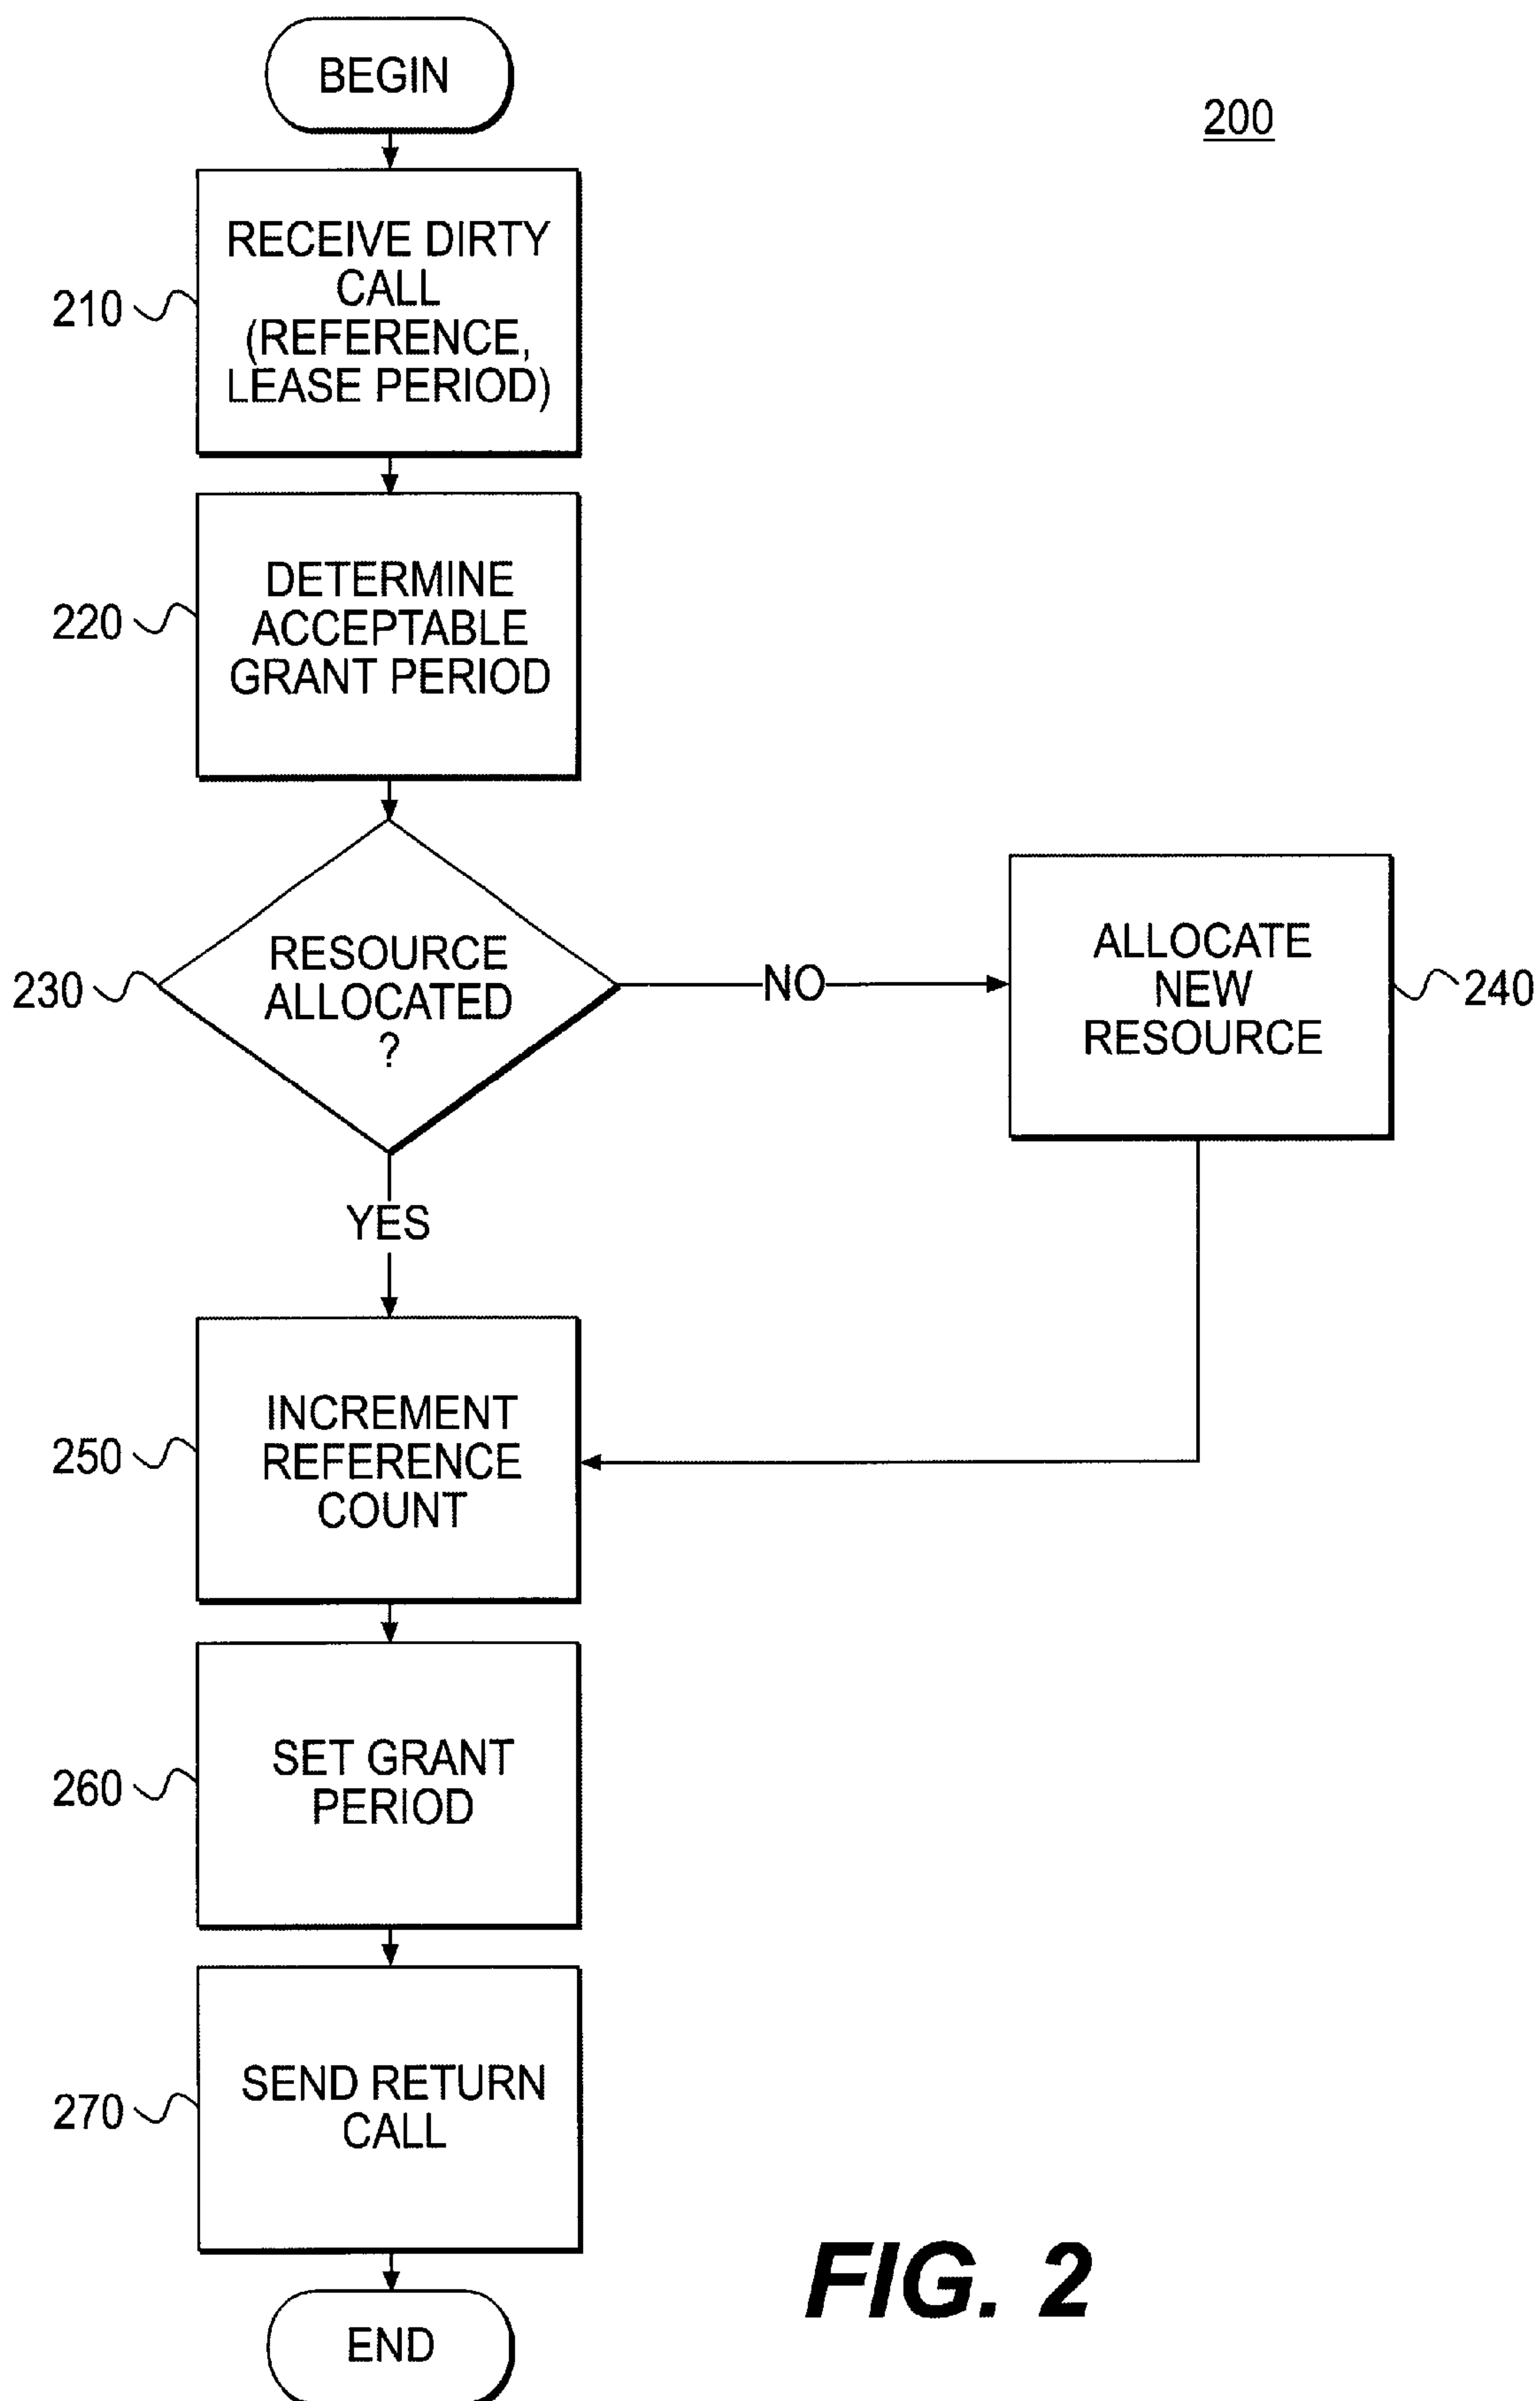 BEGIN
200
RECEIVE DIRTY
CALL
(REFERENCE,
LEASE PERIOD)
210
DETERMINE
ACCEPTABLE
GRANT PERIOD
220
RESOURCE
ALLOCATED
?
230
NO
ALLOCATE
NEW
RESOURCE
240
YES
INCREMENT
REFERENCE
COUNT
250
SET GRANT
PERIOD
260
SEND RETURN
CALL
270
END
FIG. 2